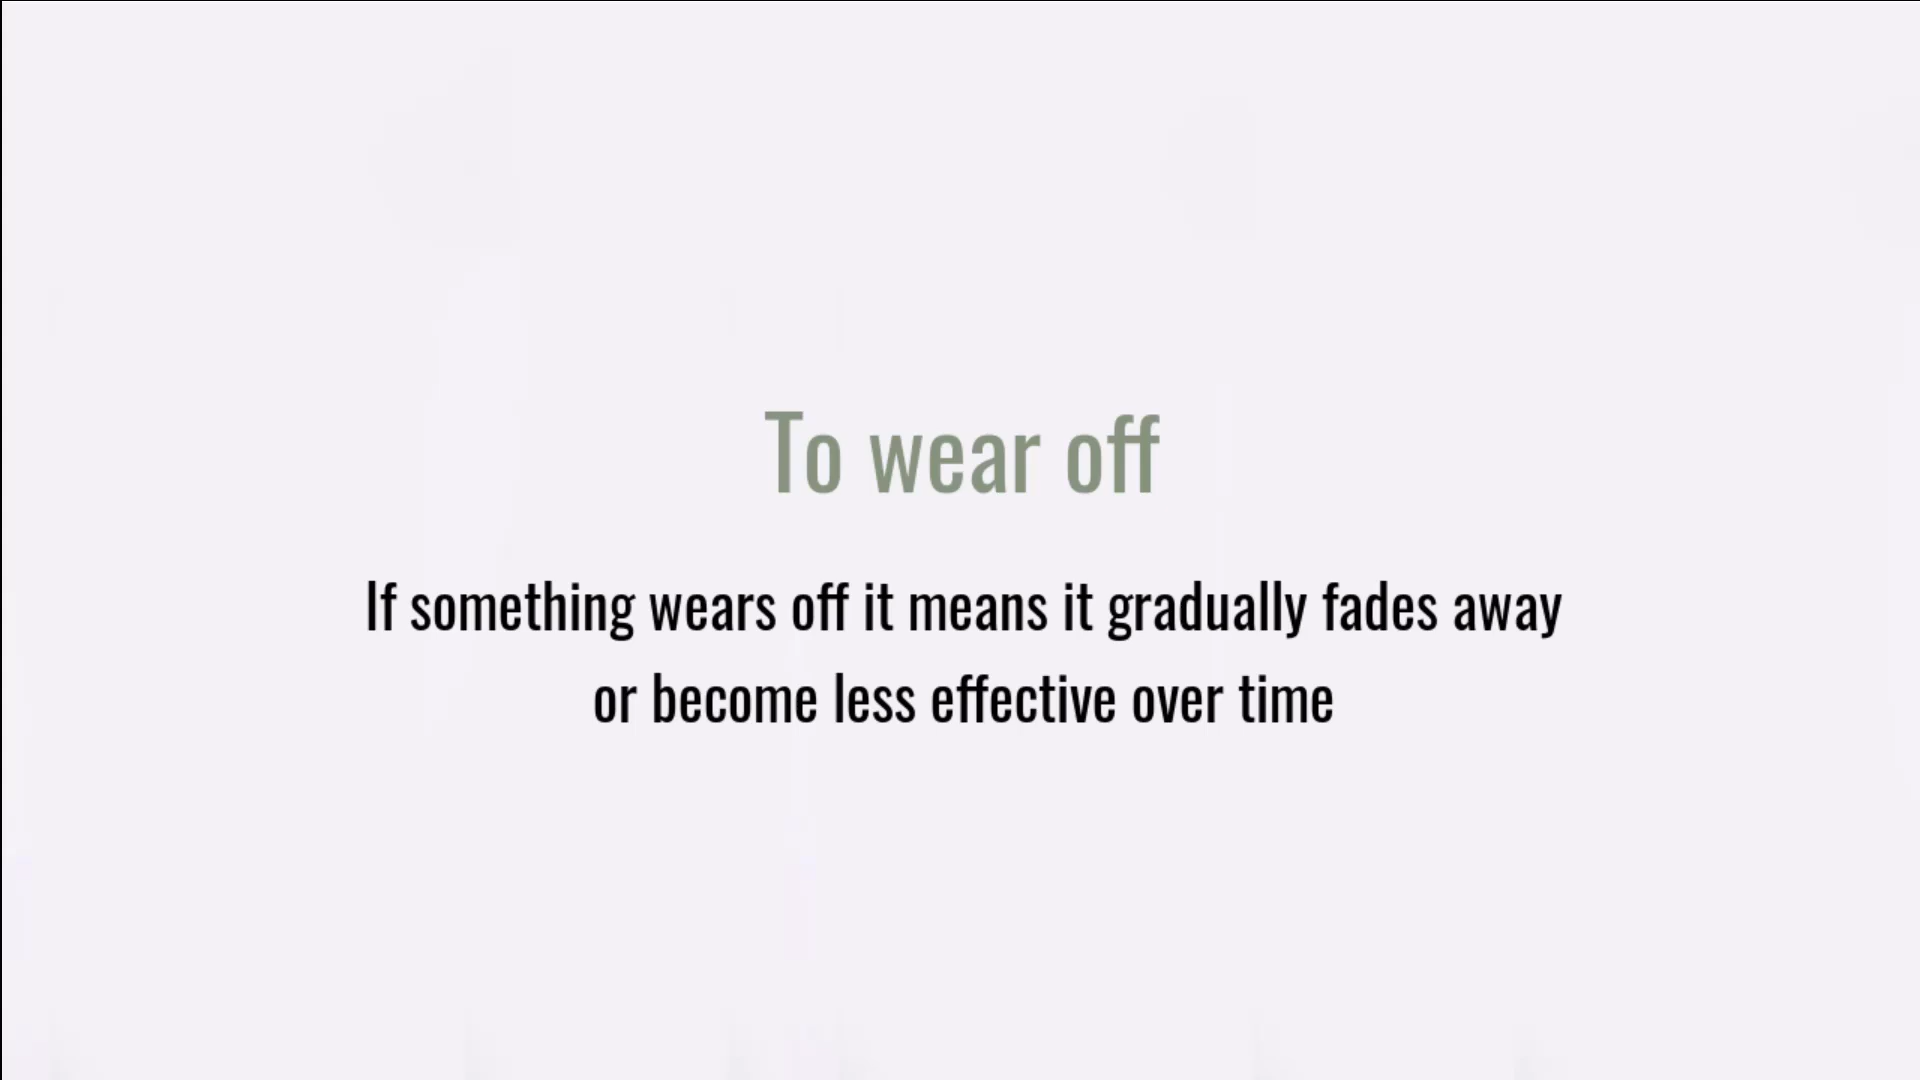 To wear off
If something wears off it means it gradually fades away
or become less effective over time